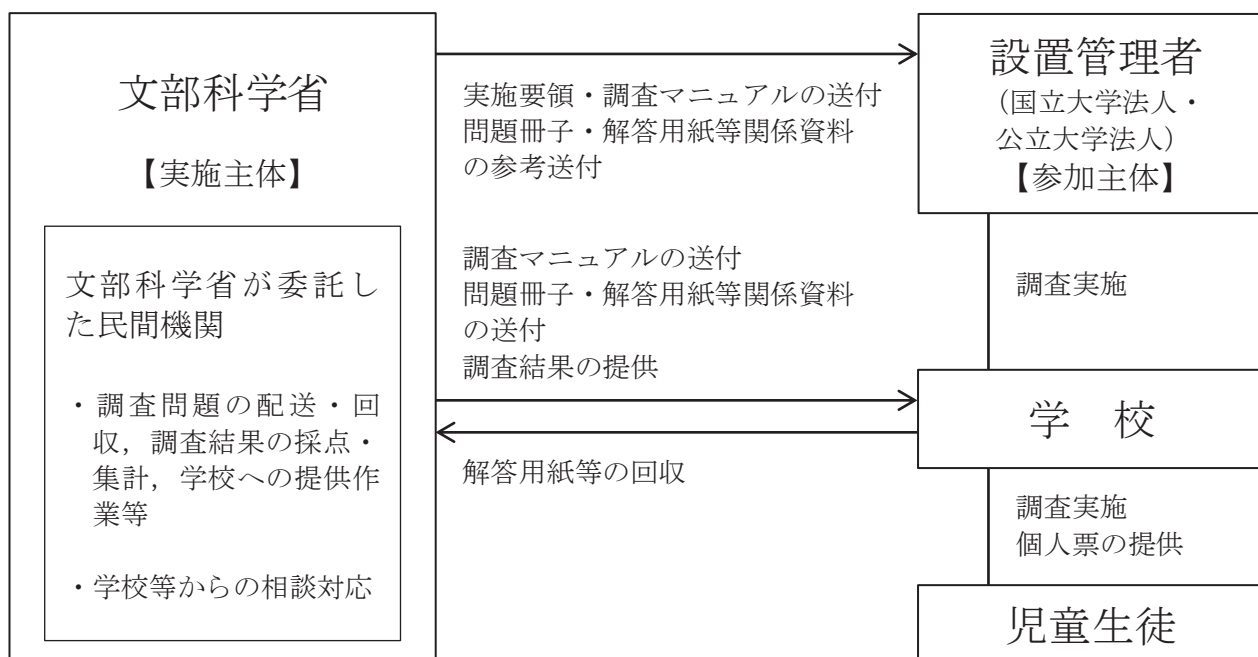 文部科学省
【実施主体】
文部科学省が委託し
た民間機関
・調査問題の配送・回
収，調査結果の採点・
集計，学校への提供作
業等
・学校等からの相談対応
実施要領・調査マニュアルの送付
問題冊子・解答用紙等関係資料
の参考送付
調査マニュアルの送付
問題冊子・解答用紙等関係資料
の送付
調査結果の提供
解答用紙等の回収
設置管理者
（国立大学法人・
公立大学法人）
【参加主体】
調査実施
学　校
調査実施
個人票の提供
児童生徒